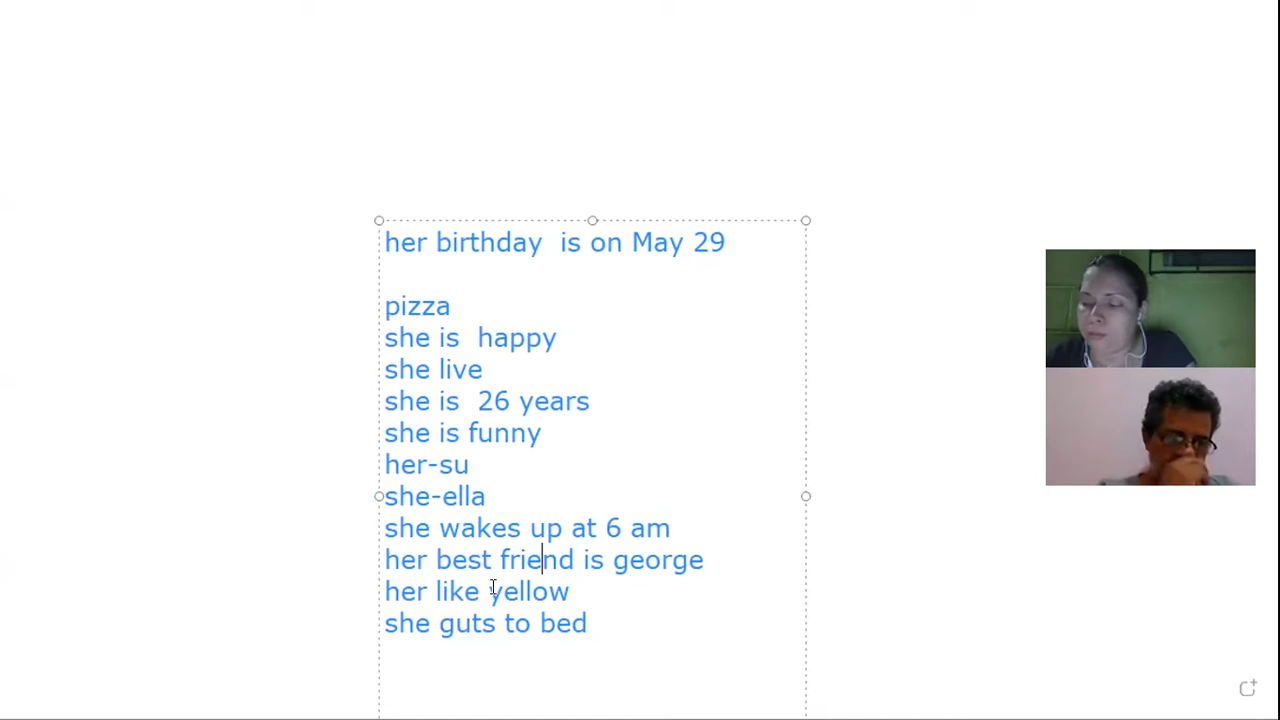 her birthday  is on May 29
pizza
she is  happy
she live
she is  26 years
she is funny
her-su
she-ella
she wakes up at 6 am
her best friend is george
her like yellow
she guts to bed